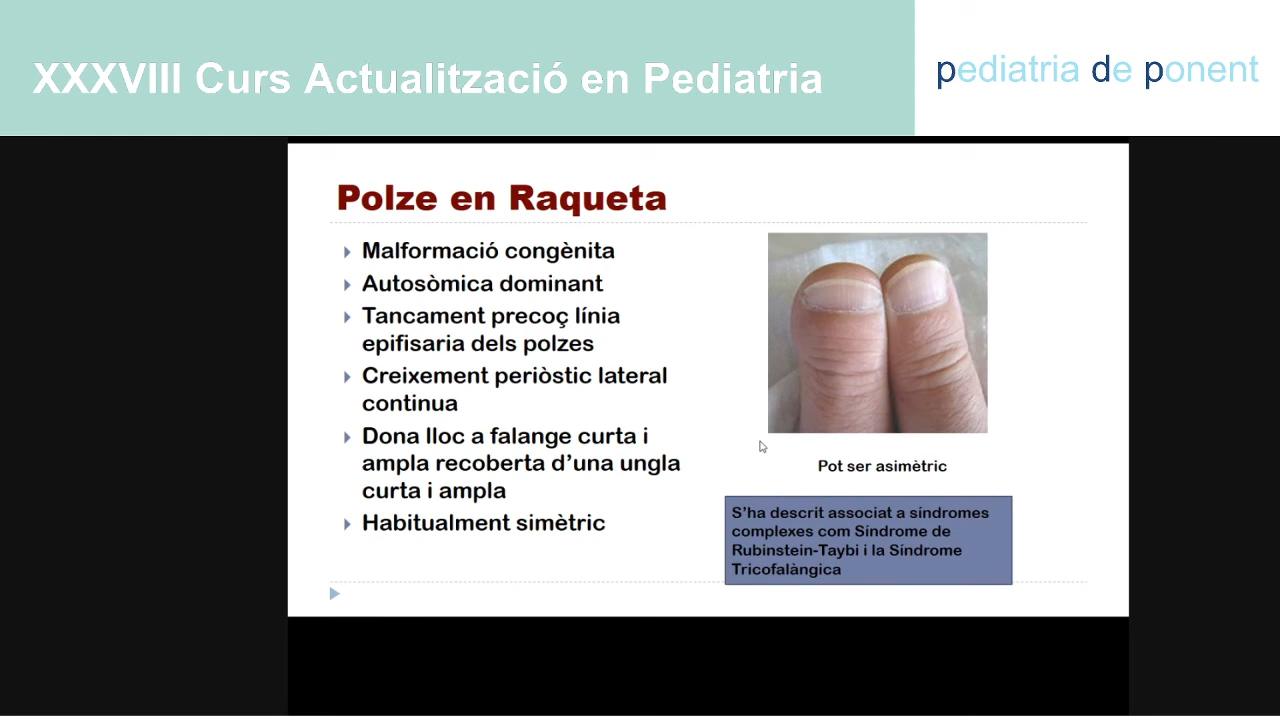 XXXVIII Curs Actualització en Pediatria
pediatria de ponent
Polze en Raqueta
Malformació congènita
Autosòmica dominant
Tancament precoç línia
epifisaria dels polzes
Creixement periòstic lateral
continua
Dona lloc a falange curta i
ampla recoberta d'una ungla
curta i ampla
Habitualment simètric
Pot ser asimètric
S'ha descrit associat a síndromes
complexes com Síndrome de
Rubinstein-Taybi i la Síndrome
Tricofalàngica